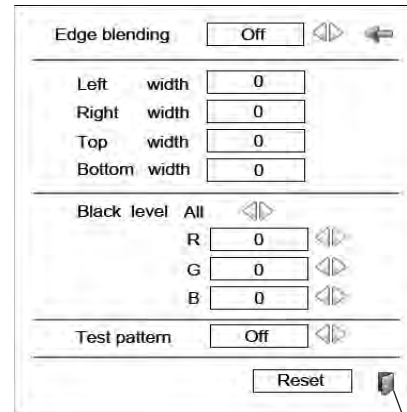 Edge blending Off
Left width 0
Right width 0
Top width 0
Bottom width 0
Black level All
R 0
G 0
B 0
Test pattern Off
Reset